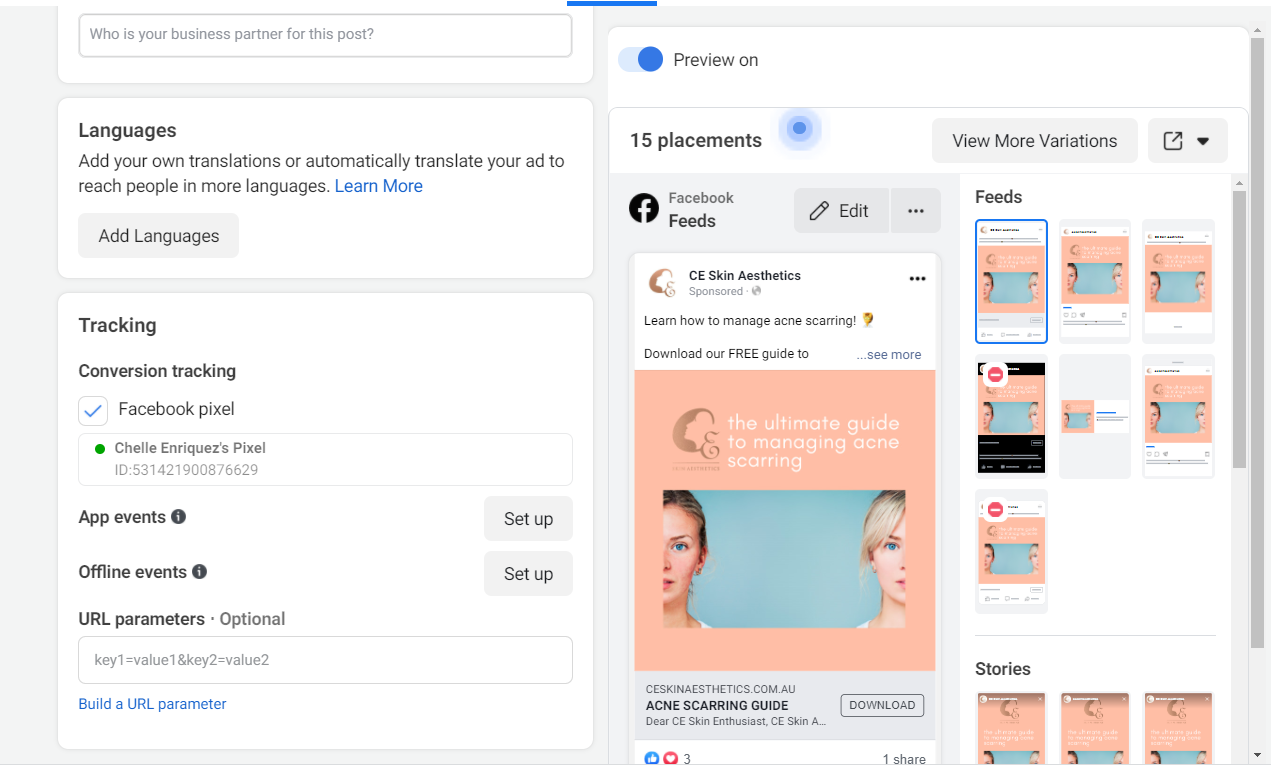 Who is your business partner for this post?
Languages
Add your own translations or automatically translate your ad to
reach people in more languages. Learn More
Add Languages
Tracking
Conversion tracking
Facebook pixel
Chelle Enriquez's Pixel
ID:531421900876629
App events
Set up
Offline events
Set up
URL parameters · Optional
key1=value1&key2=value2
Build a URL parameter
Preview on
15 placements
View More Variations
Facebook
Feeds
Edit
CE Skin Aesthetics
Sponsored ·
Learn how to manage acne scarring!
Download our FREE guide to ...see more
the ultimate guide
to managing acne
scarring
SKIN AESTHETICS
CESKINAESTHETICS.COM.AU
ACNE SCARRING GUIDE
Dear CE Skin Enthusiast, CE Skin A...
DOWNLOAD
3
1 share
Feeds
Stories